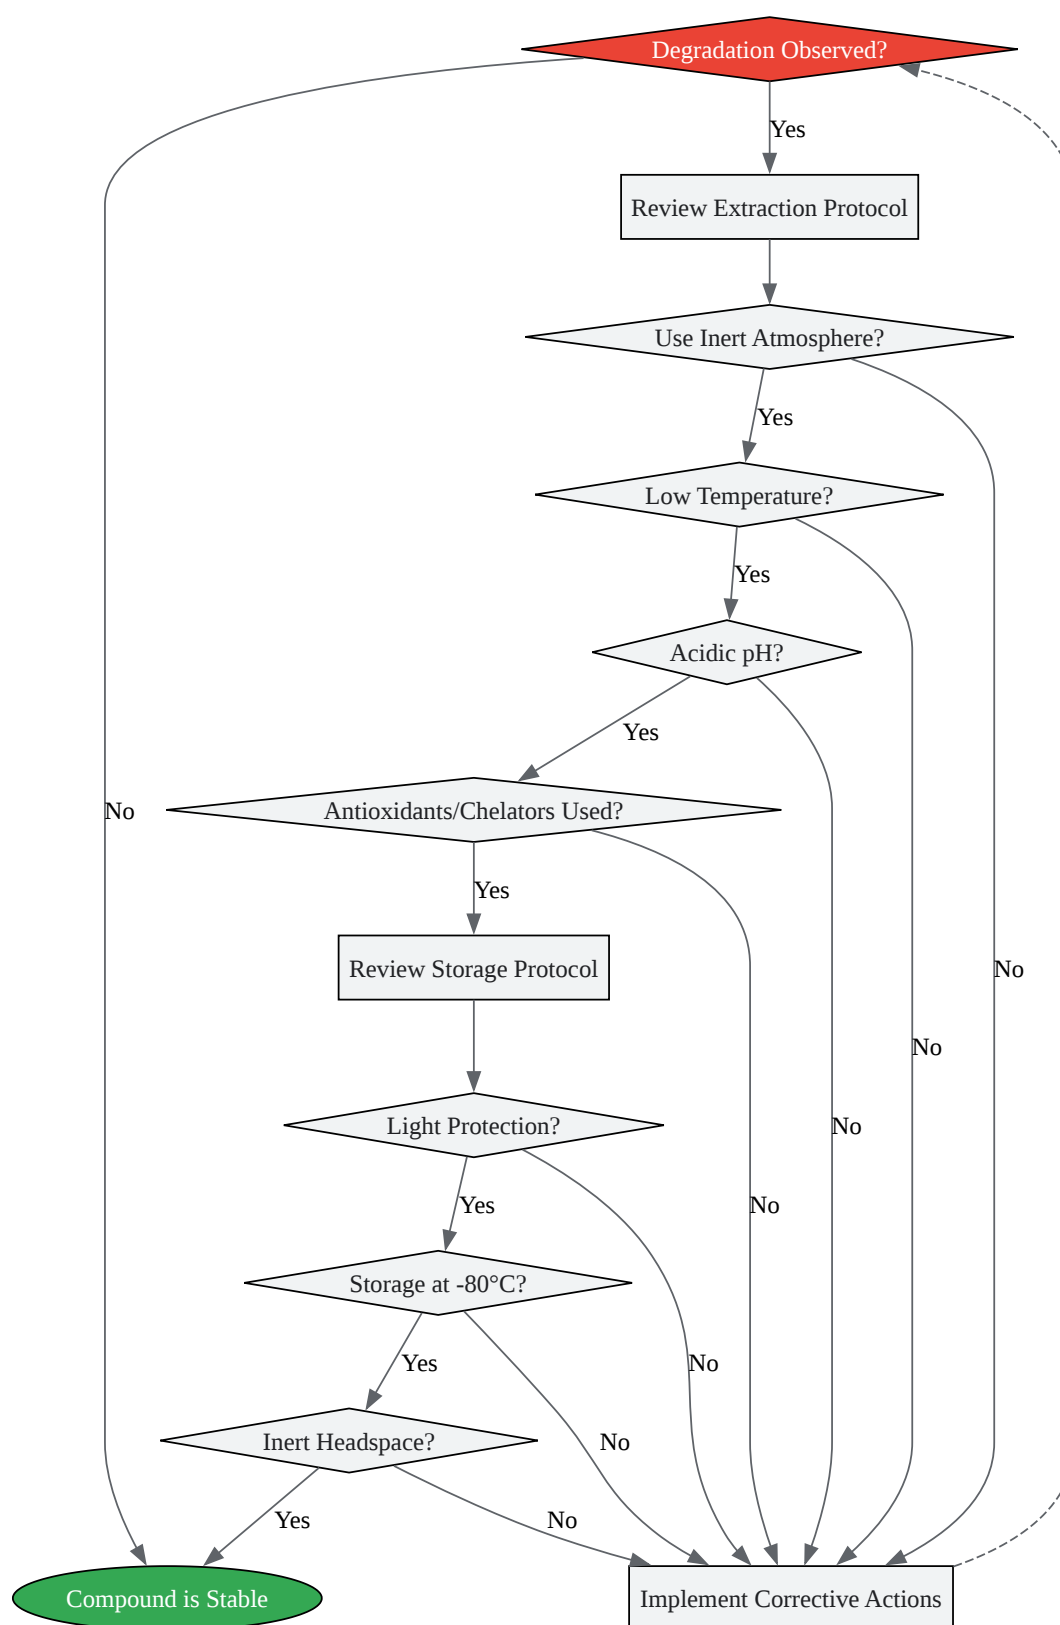 Degradation Observed?
Yes
Review Extraction Protocol
Use Inert Atmosphere?
Yes
Low Temperature?
Yes
Acidic pH?
Yes
Antioxidants/Chelators Used?
No
Yes
Review Storage Protocol
No
No
Light Protection?
No
Yes
No
Storage at -80°C?
Yes
No
Inert Headspace?
No
Yes
No
Compound is Stable
Implement Corrective Actions